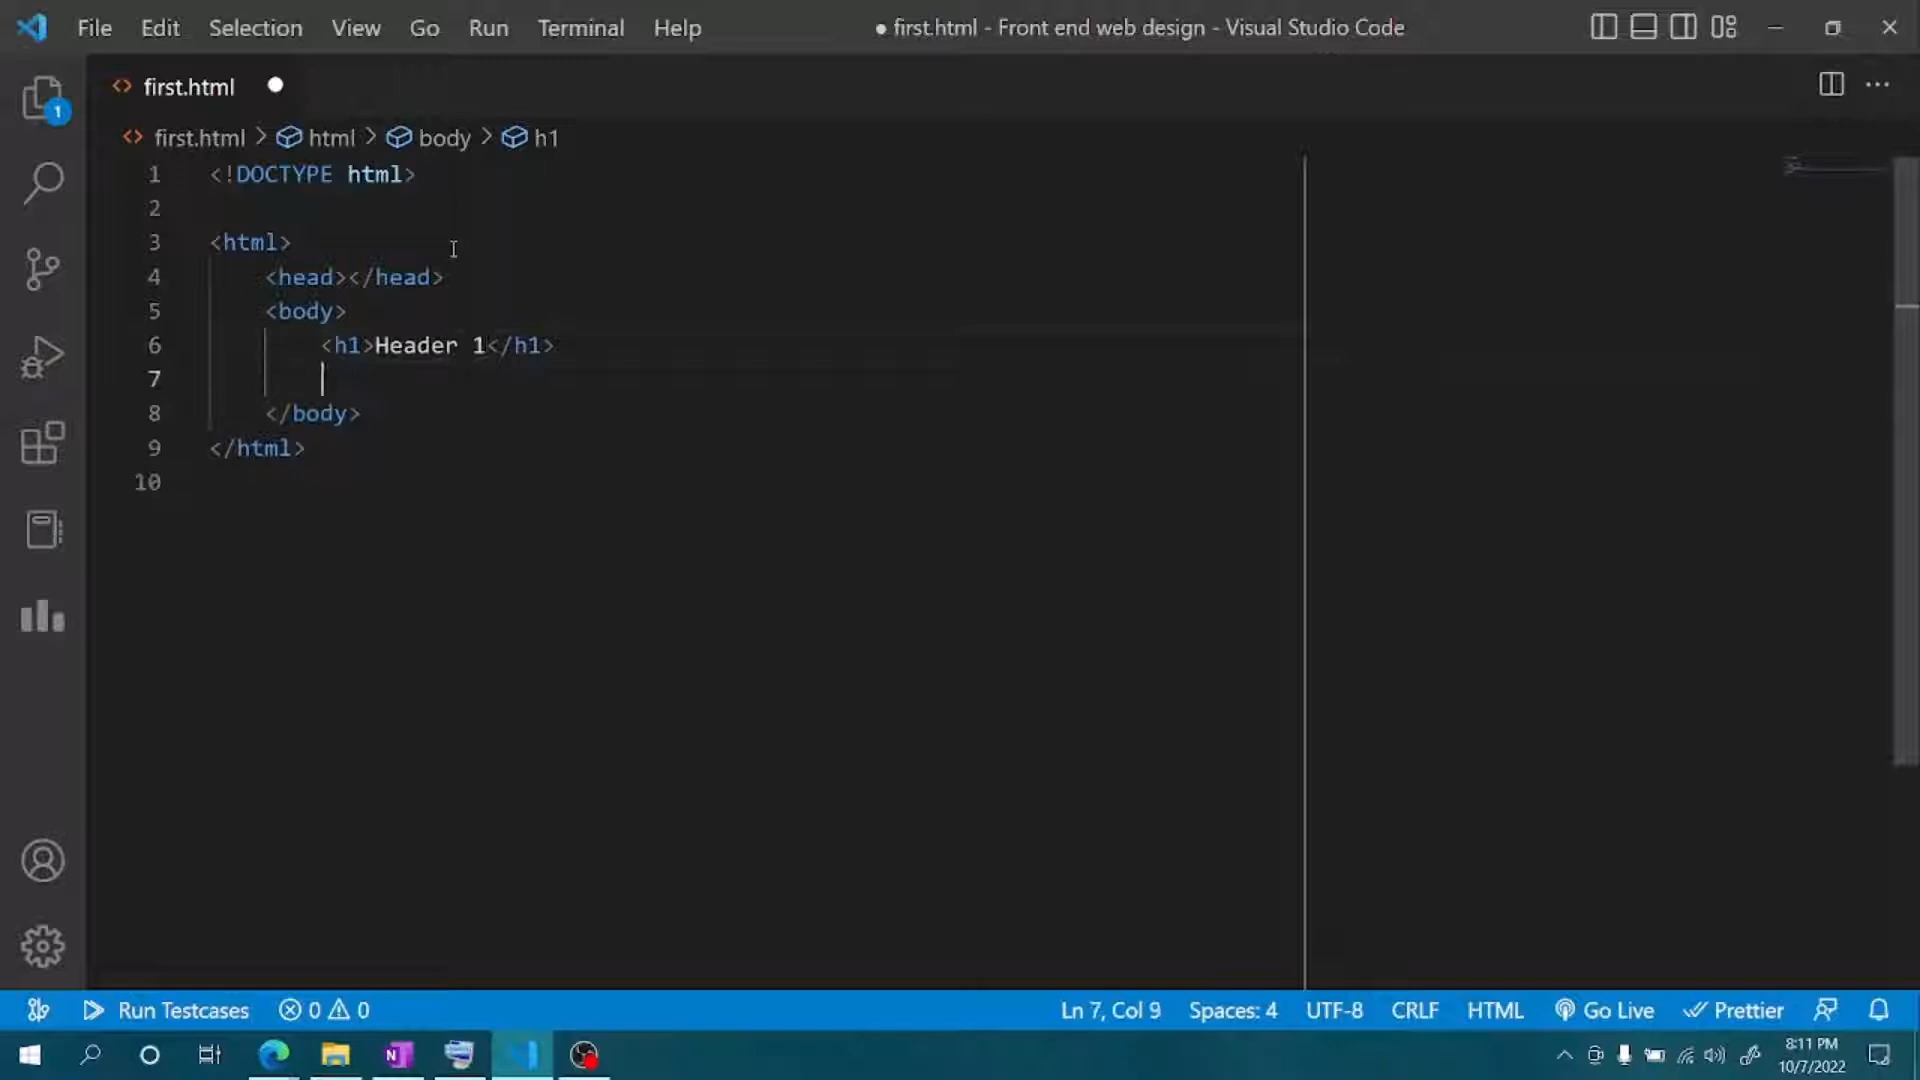 File Edit Selection View Go Run Terminal Help ● first.html - Front end web design - Visual Studio Code
1
<> first.html ●
<> first.html > html > body > h1
1 <!DOCTYPE html>
2
3 <html>
4 <head></head>
5 <body>
6 <h1>Header 1</h1>
7
8 </body>
9 </html>
10
Run Testcases 0 0 Ln 7, Col 9 Spaces: 4 UTF-8 CRLF HTML Go Live Prettier
N 8:11 PM
10/7/2022